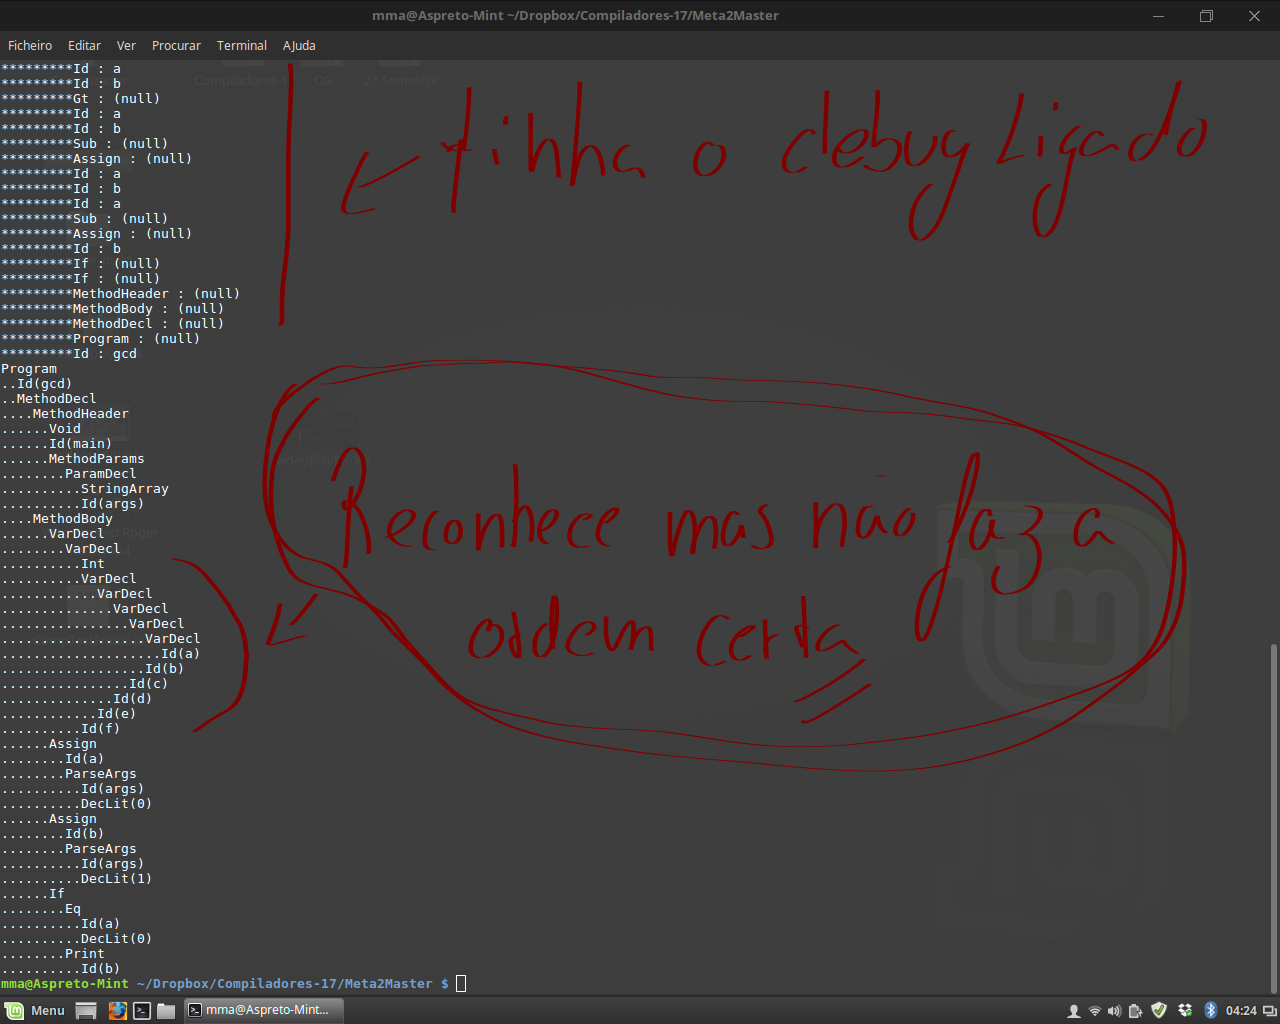 mma@Aspreto-Mint ~/Dropbox/Compiladores-17/Meta2Master
Ficheiro Editar Ver Procurar Terminal AJuda
*********Id : a
*********Id : b
*********Gt : (null)
*********Id : a
*********Id : b
*********Sub : (null)
*********Assign : (null)
*********Id : a
*********Id : b
*********Id : a
*********Sub : (null)
*********Assign : (null)
*********Id : b
*********If : (null)
*********If : (null)
*********MethodHeader : (null)
*********MethodBody : (null)
*********MethodDecl : (null)
*********Program : (null)
*********Id : gcd
Program
..Id(gcd)
..MethodDecl
....MethodHeader
......Void
......Id(main)
......MethodParams
........ParamDecl
..........StringArray
..........Id(args)
....MethodBody
......VarDecl
........VarDecl
..........Int
..........VarDecl
............VarDecl
..............VarDecl
................VarDecl
..................VarDecl
....................Id(a)
..................Id(b)
................Id(c)
..............Id(d)
............Id(e)
..........Id(f)
......Assign
........Id(a)
........ParseArgs
..........Id(args)
..........DecLit(0)
......Assign
........Id(b)
........ParseArgs
..........Id(args)
..........DecLit(1)
......If
........Eq
..........Id(a)
..........DecLit(0)
........Print
..........Id(b)
mma@Aspreto-Mint ~/Dropbox/Compiladores-17/Meta2Master $
tinha o debug Ligado
Reconhece mas não faz a
ordem certa
Menu mma@Aspreto-Mint... 04:24